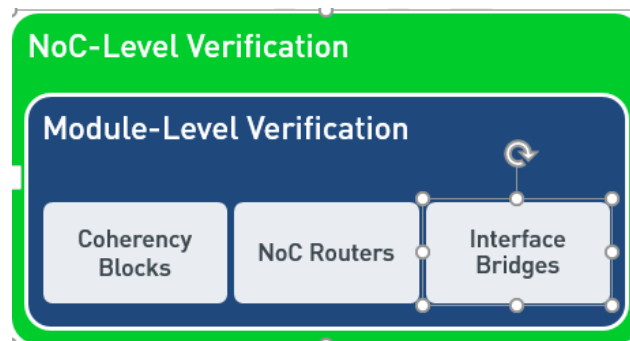 NoC-Level Verification
Module-Level Verification
Coherency
Blocks
NoC Routers
Interface
Bridges